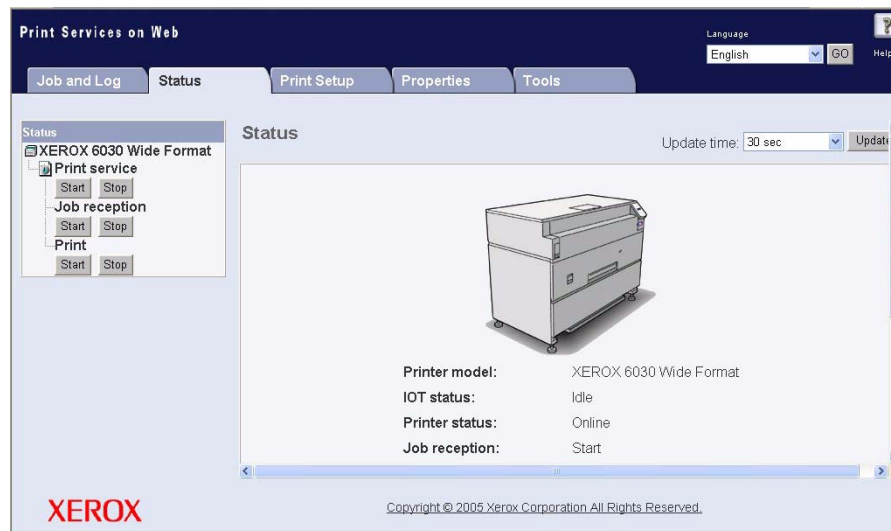 Print Services on Web
Language
English GO Help
Job and Log Status Print Setup Properties Tools
Status
XEROX 6030 Wide Format
Print service
Start Stop
Job reception
Start Stop
Print
Start Stop
Status
Update time: 30 sec Update
Printer model: XEROX 6030 Wide Format
IOT status: Idle
Printer status: Online
Job reception: Start
XEROX
Copyright © 2005 Xerox Corporation All Rights Reserved.